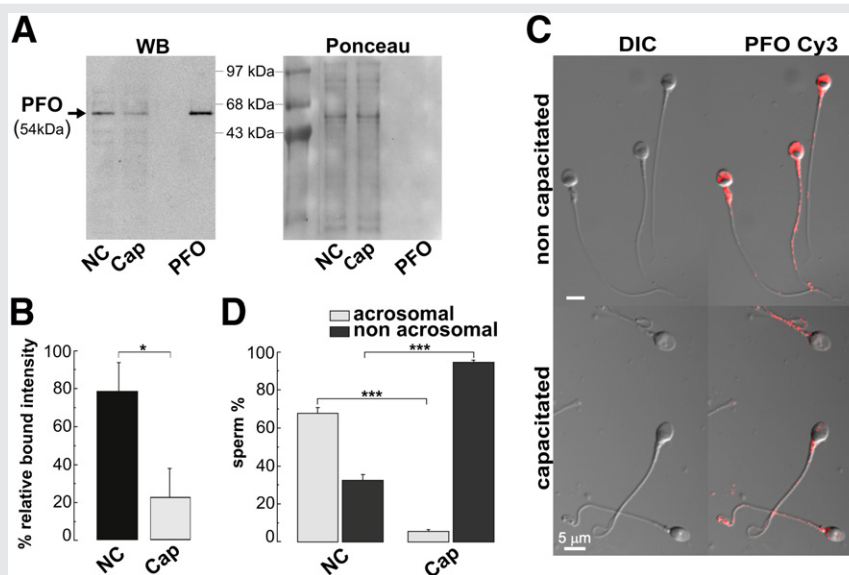 A
WB
Ponceau
PFO
(54kDa)
97 kDa
68 kDa
43 kDa
NC Cap PFO
NC Cap PFO
B
% relative bound intensity
100
80
60
40
20
0
*
NC Cap
D
acrosomal
non acrosomal
sperm %
100
80
60
40
20
0
***
***
NC Cap
C
DIC PFO Cy3
non capacitated
capacitated
5 μm